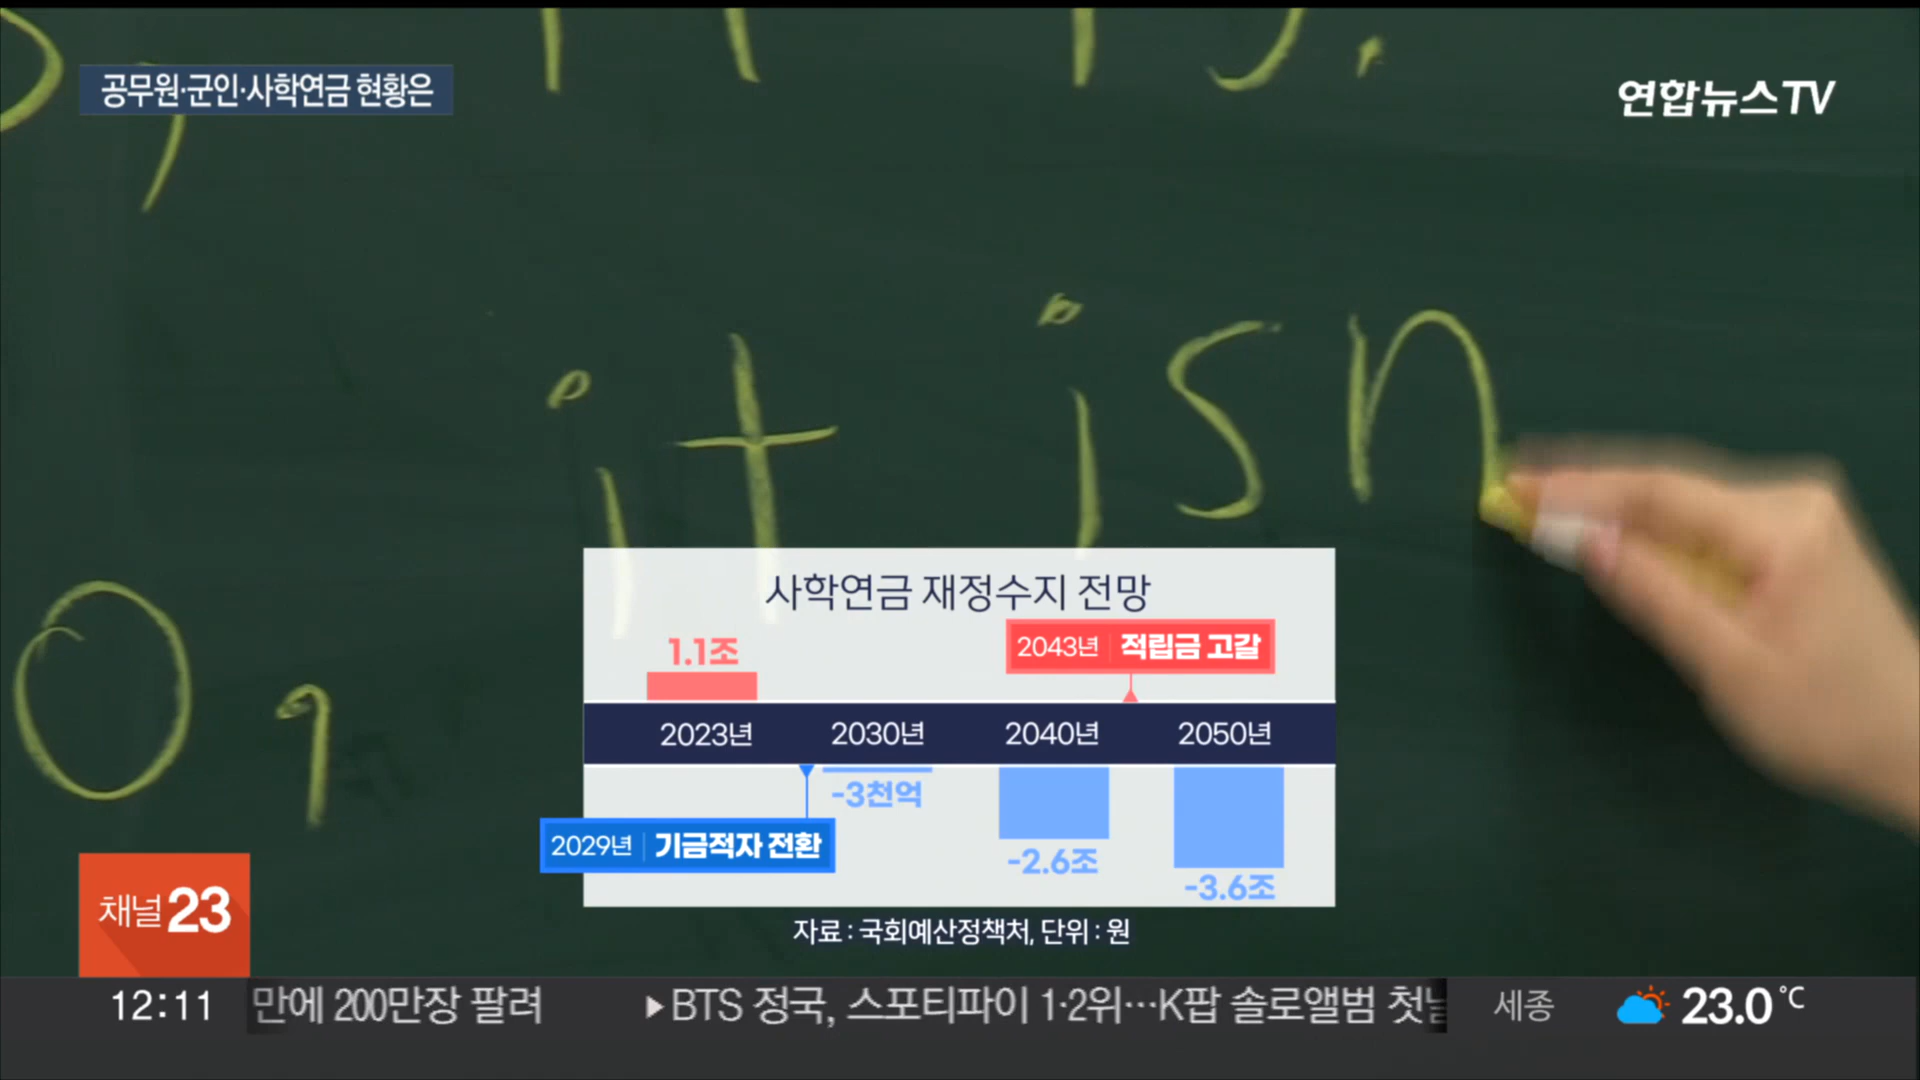 공무원·군인·사학연금 현황은
연합뉴스TV
it isn
0,
사학연금 재정수지 전망
1.1조
2043년 적립금 고갈
2023년 2030년 2040년 2050년
-3천억
2029년 기금적자 전환
-2.6조
-3.6조
자료 : 국회예산정책처, 단위 : 원
채널23
12:11 만에 200만장 팔려 ▶BTS 정국, 스포티파이 1·2위…K팝 솔로앨범 세종 23.0℃